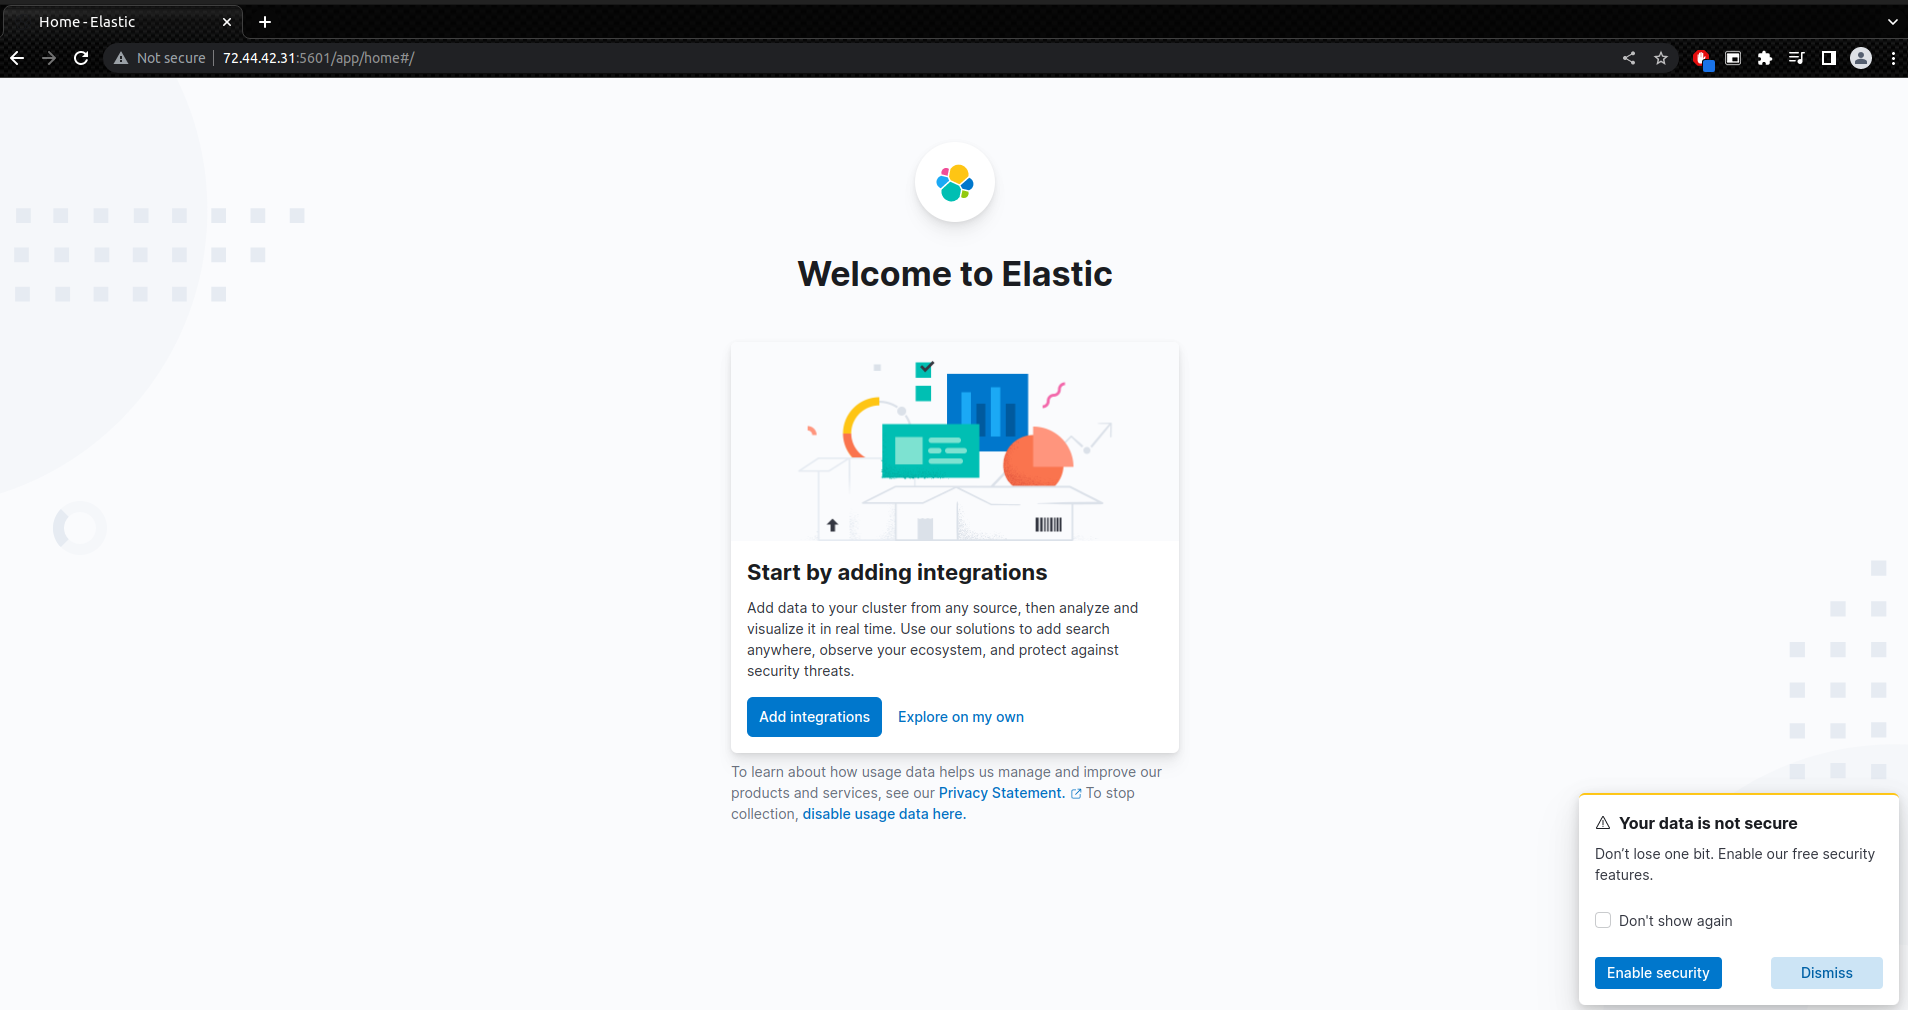 Home - Elastic
Not secure 72.44.42.31:5601/app/home#/
Welcome to Elastic
Start by adding integrations
Add data to your cluster from any source, then analyze and
visualize it in real time. Use our solutions to add search
anywhere, observe your ecosystem, and protect against
security threats.
Add integrations Explore on my own
To learn about how usage data helps us manage and improve our
products and services, see our Privacy Statement. To stop
collection, disable usage data here.
Your data is not secure
Don’t lose one bit. Enable our free security
features.
Don't show again
Enable security Dismiss